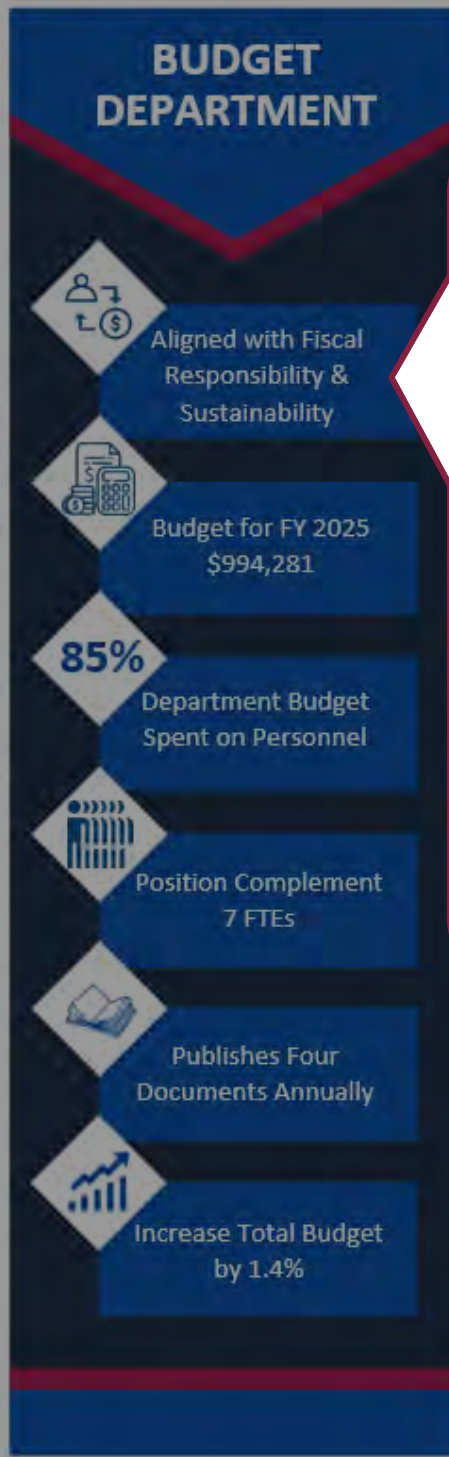 BUDGET
DEPARTMENT
Aligned with Fiscal
Responsibility &
Sustainability
Budget for FY 2025
$994,281
85%
Department Budget
Spent on Personnel
Position Complement
7 FTEs
Publishes Four
Documents Annually
Increase Total Budget
by 1.4%